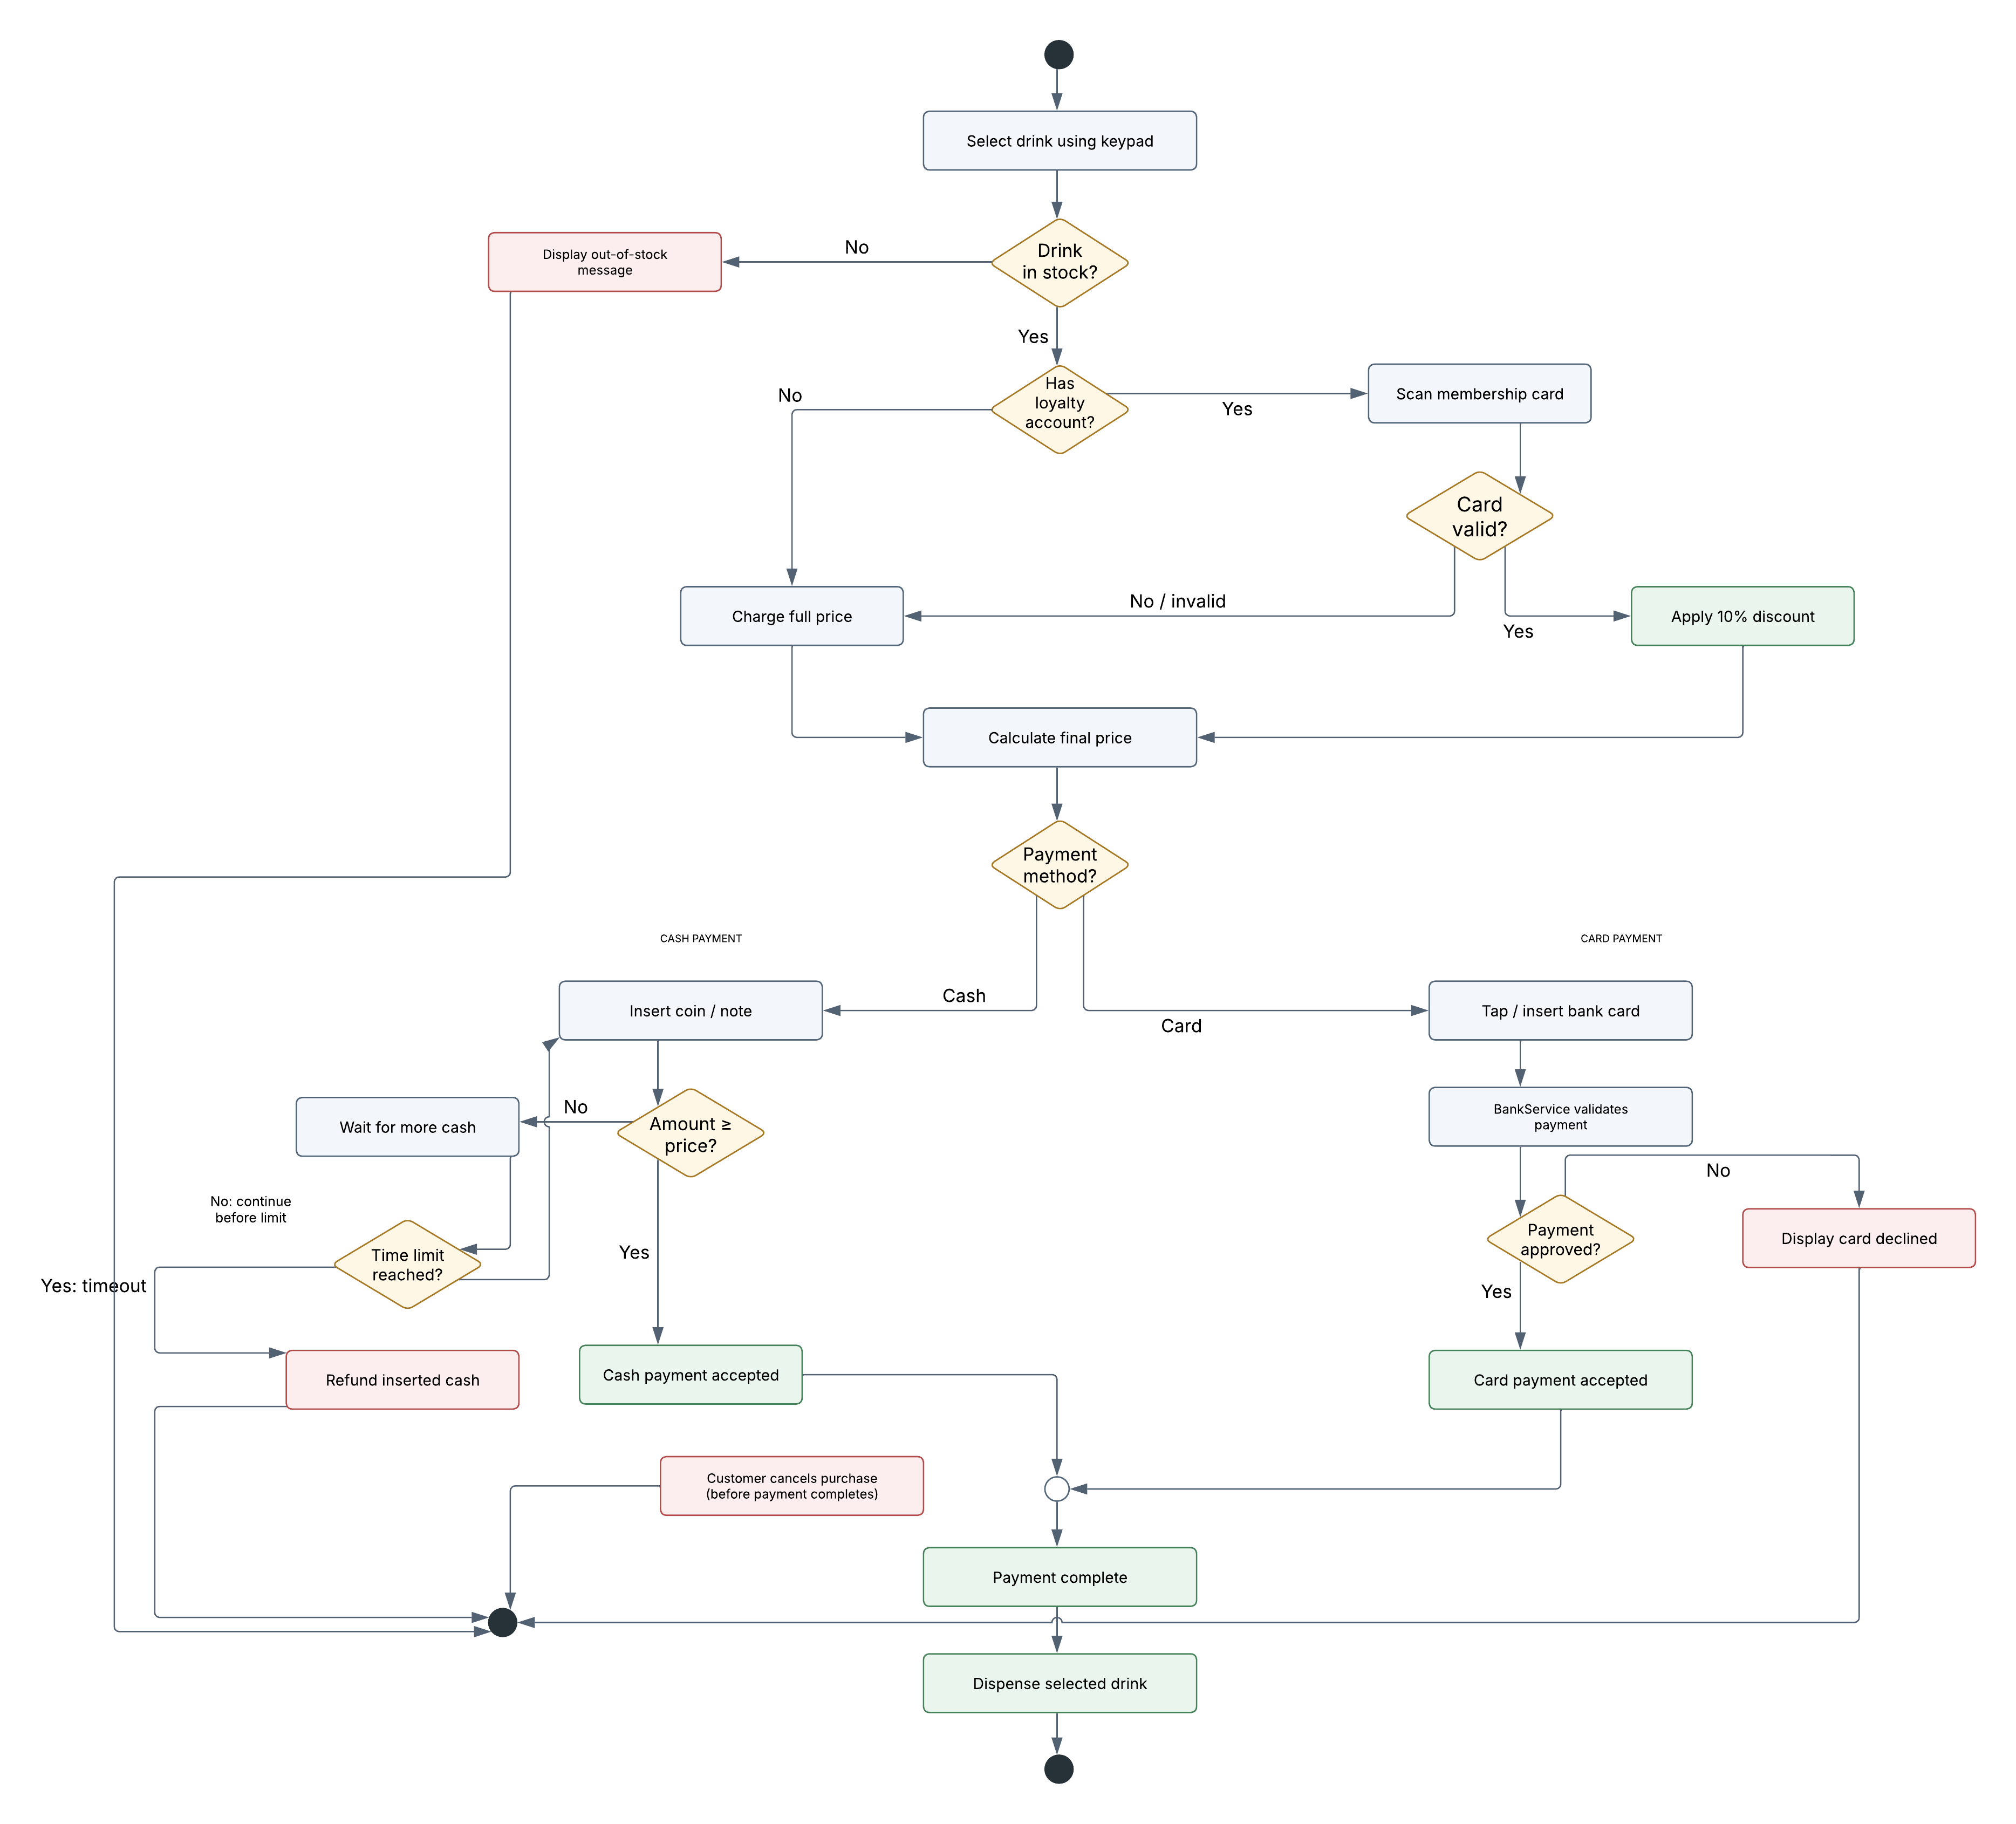 Select drink using keypad
Drink
in stock?
No
Display out-of-stock
message
Yes
Has
loyalty
account?
No
Yes
Scan membership card
Card
valid?
No / invalid
Yes
Charge full price
Apply 10% discount
Calculate final price
Payment
method?
CASH PAYMENT
CARD PAYMENT
Cash
Card
Insert coin / note
Tap / insert bank card
No
Wait for more cash
Amount ≥
price?
BankService validates
payment
No
No: continue
before limit
Time limit
reached?
Yes
Payment
approved?
Display card declined
Yes: timeout
Yes
Refund inserted cash
Cash payment accepted
Card payment accepted
Customer cancels purchase
(before payment completes)
Payment complete
Dispense selected drink